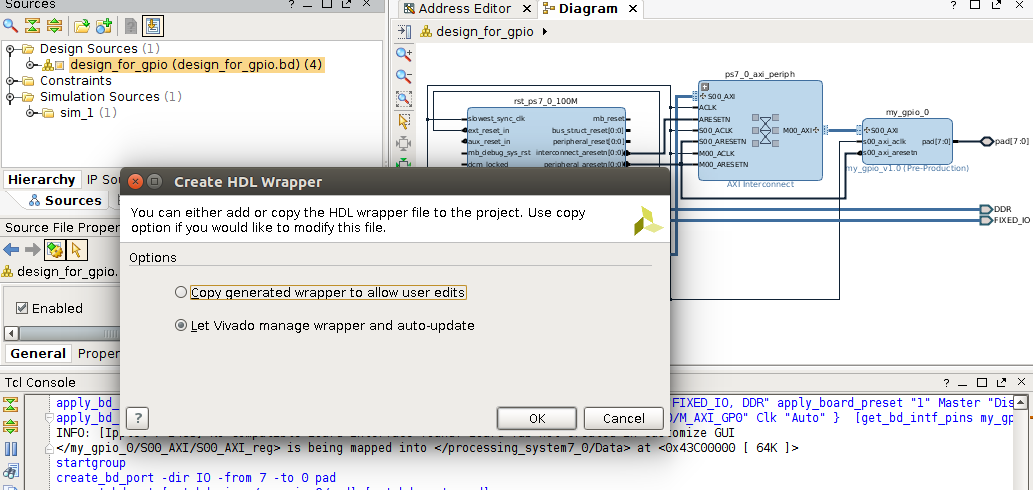 Sources
Design Sources (1)
design_for_gpio (design_for_gpio.bd) (4)
Constraints
Simulation Sources (1)
sim_1 (1)
Hierarchy IP Sou
Sources
Source File Proper
design_for_gpio.
Enabled
General Proper
Address Editor
Diagram
design_for_gpio
rst_ps7_0_100M
slowest_sync_clk mb_reset
ext_reset_in bus_struct_reset[0:0]
aux_reset_in peripheral_reset[0:0]
mb_debug_sys_rst interconnect_aresetn[0:0]
dcm_locked peripheral_aresetn[0:0]
ps7_0_axi_periph
S00_AXI
ACLK
ARESETN
S00_ACLK M00_AXI
S00_ARESETN
M00_ACLK
M00_ARESETN
AXI Interconnect
my_gpio_0
S00_AXI
s00_axi_aclk pad[7:0]
s00_axi_aresetn
my_gpio_v1.0 (Pre-Production)
pad[7:0]
DDR
FIXED_IO
Create HDL Wrapper
You can either add or copy the HDL wrapper file to the project. Use copy
option if you would like to modify this file.
Options
Copy generated wrapper to allow user edits
Let Vivado manage wrapper and auto-update
?
OK
Cancel
Tcl Console
apply_bd_ FIXED_IO, DDR" apply_board_preset "1" Master "Dis
apply_bd_ 0/M_AXI_GP0" Clk "Auto" } [get_bd_intf_pins my_gp
INFO: customize GUI
</my_gpio_0/S00_AXI/S00_AXI_reg> is being mapped into </processing_system7_0/Data> at <0x43C00000 [ 64K ]>
startgroup
create_bd_port -dir IO -from 7 -to 0 pad